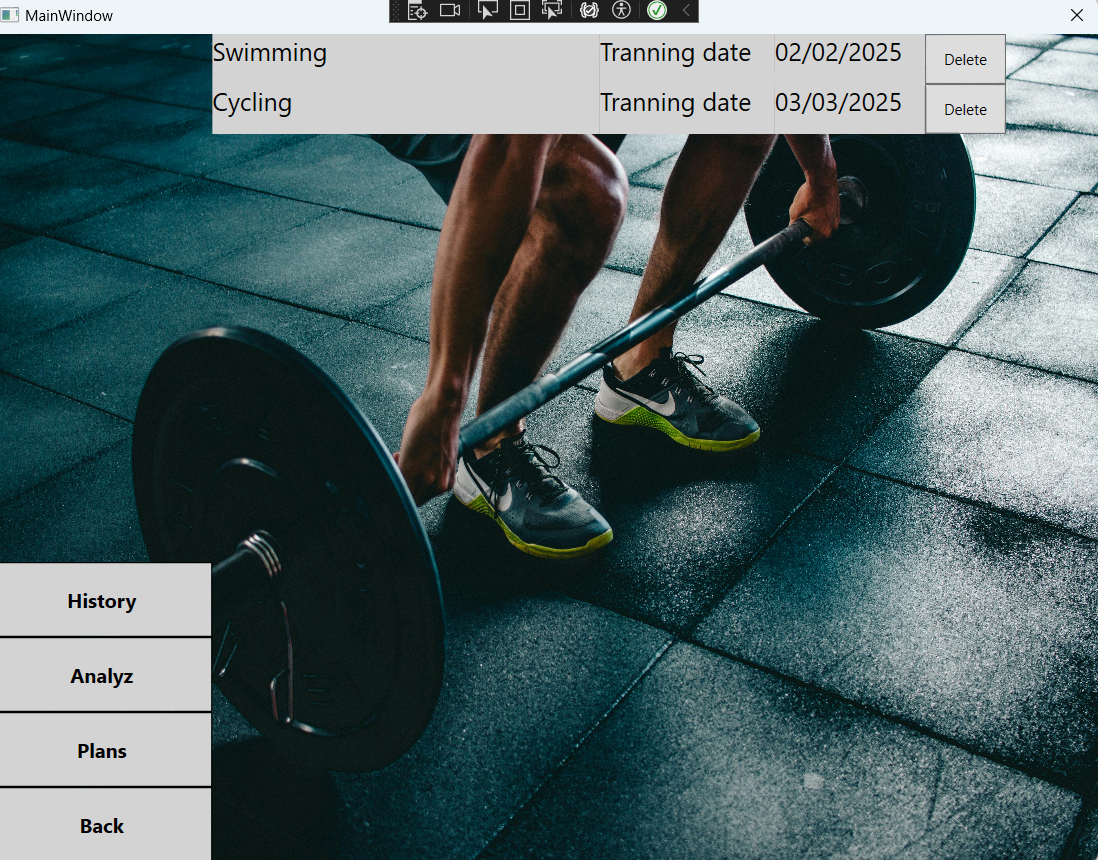 MainWindow
Swimming Tranning date 02/02/2025 Delete
Cycling Tranning date 03/03/2025 Delete
History
Analyz
Plans
Back